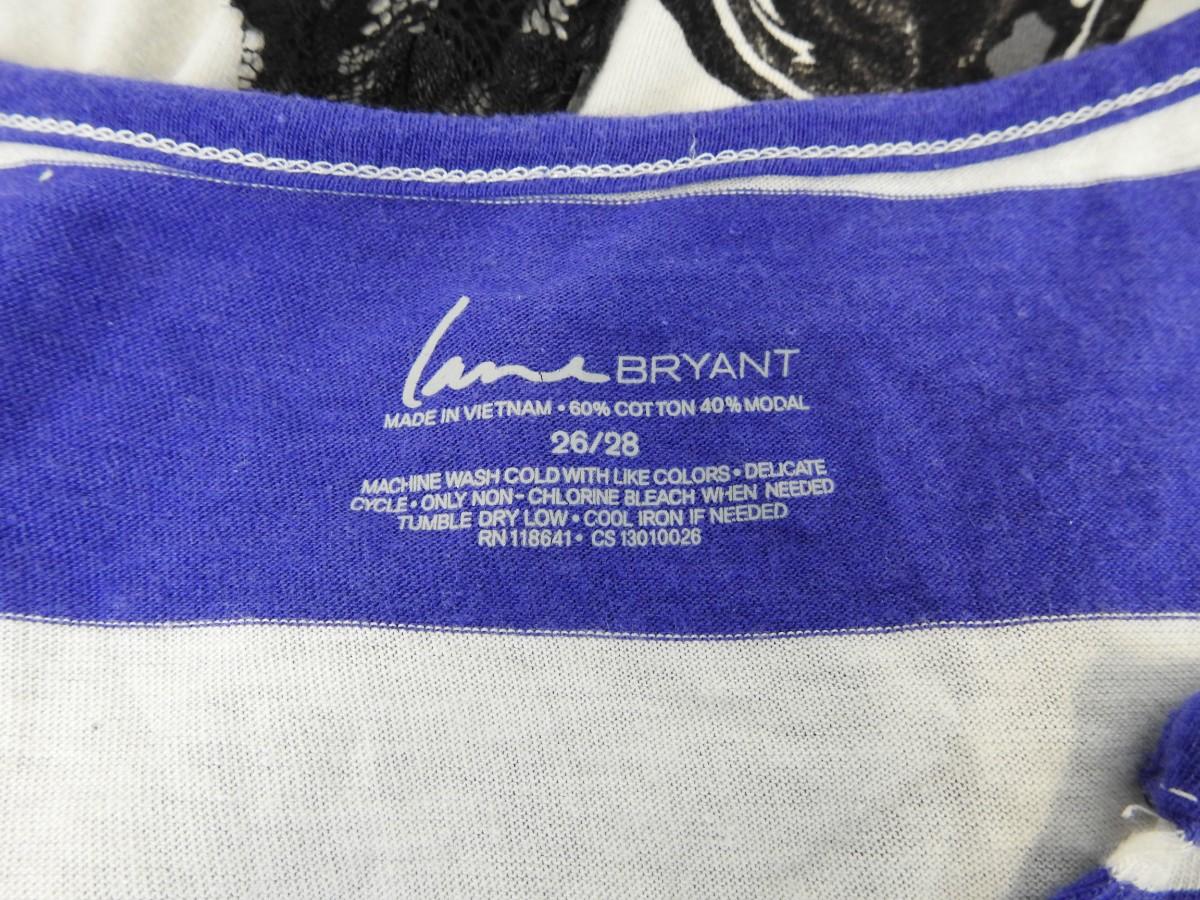 Lane BRYANT
MADE IN VIETNAM • 60% COTTON 40% MODAL
26/28
MACHINE WASH COLD WITH LIKE COLORS • DELICATE
CYCLE • ONLY NON-CHLORINE BLEACH WHEN NEEDED
TUMBLE DRY LOW • COOL IRON IF NEEDED
RN 118641 • CS 13010026